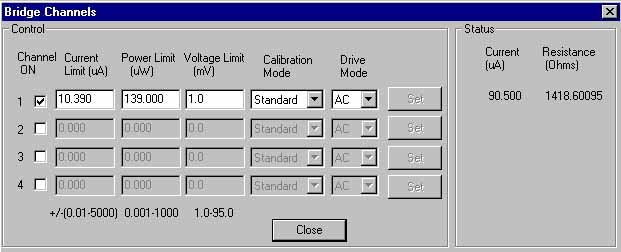 Bridge Channels
Control
Status
Channel ON
Current Limit (uA)
Power Limit (uW)
Voltage Limit (mV)
Calibration Mode
Drive Mode
Current (uA)
Resistance (Ohms)
1 10.390 139.000 1.0 Standard AC Set
90.500 1418.60095
2 0.000 0.000 0.000 Standard AC Set
3 0.000 0.000 0.000 Standard AC Set
4 0.000 0.000 0.000 Standard AC Set
+/-(0.01-5000) 0.001-1000 1.0-95.0
Close